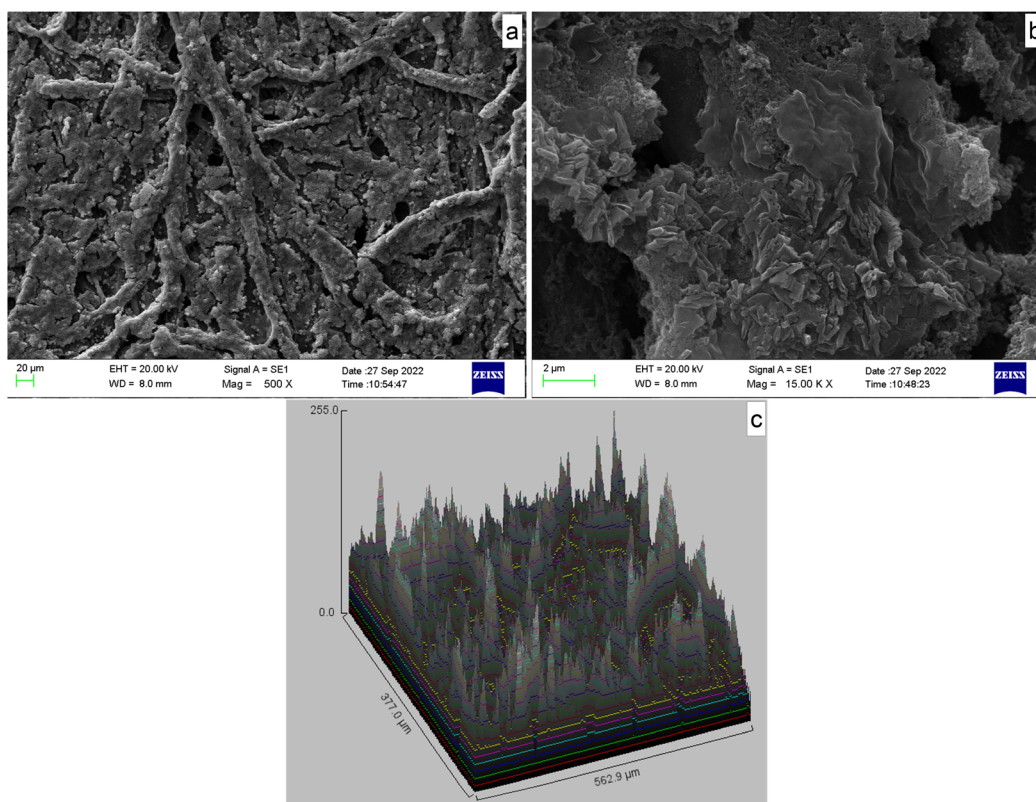 a
20 µm
EHT = 20.00 kV
Signal A = SE1
Date :27 Sep 2022
WD = 8.0 mm
Mag = 500 X
Time :10:54:47
ZEISS
b
2 µm
EHT = 20.00 kV
Signal A = SE1
Date :27 Sep 2022
WD = 8.0 mm
Mag = 15.00 K X
Time :10:48:23
ZEISS
c
255.0
0.0
377.0 µm
562.9 µm